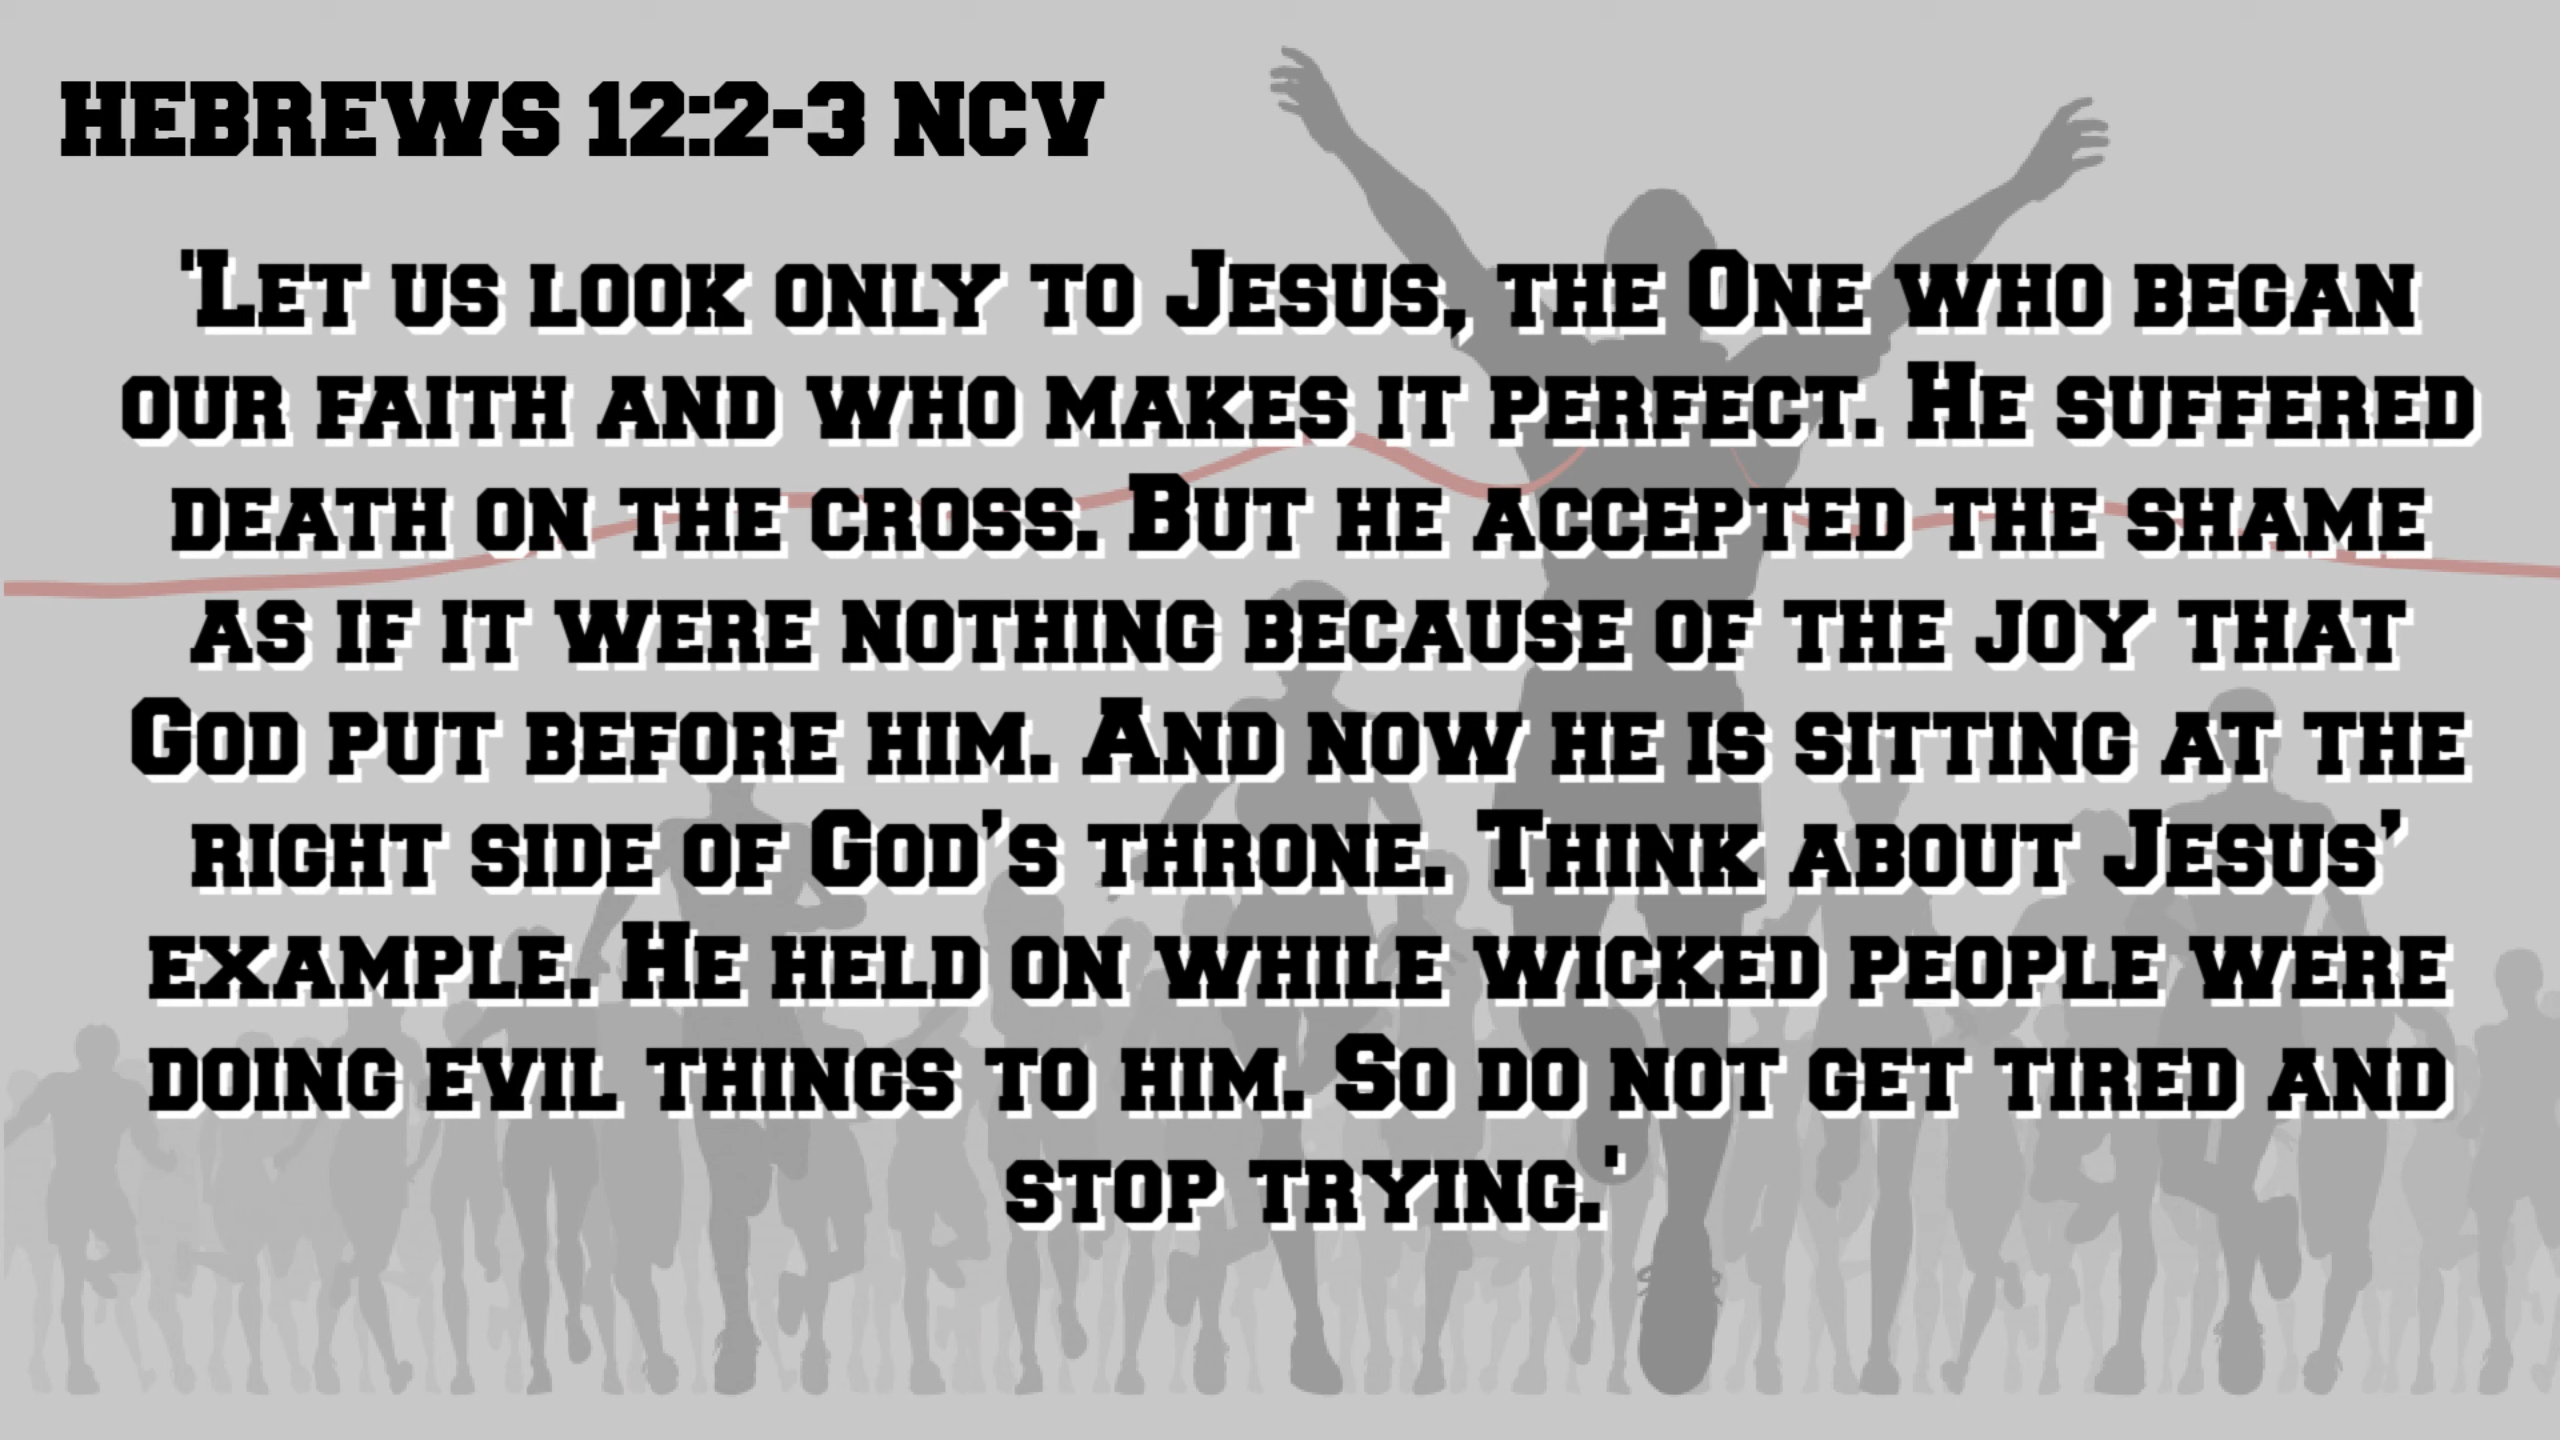 HEBREWS 12:2-3 NCV
'Let us look only to Jesus, the One who began
our faith and who makes it perfect. He suffered
death on the cross. But he accepted the shame
as if it were nothing because of the joy that
God put before him. And now he is sitting at the
right side of God’s throne. Think about Jesus’
example. He held on while wicked people were
doing evil things to him. So do not get tired and
stop trying.'